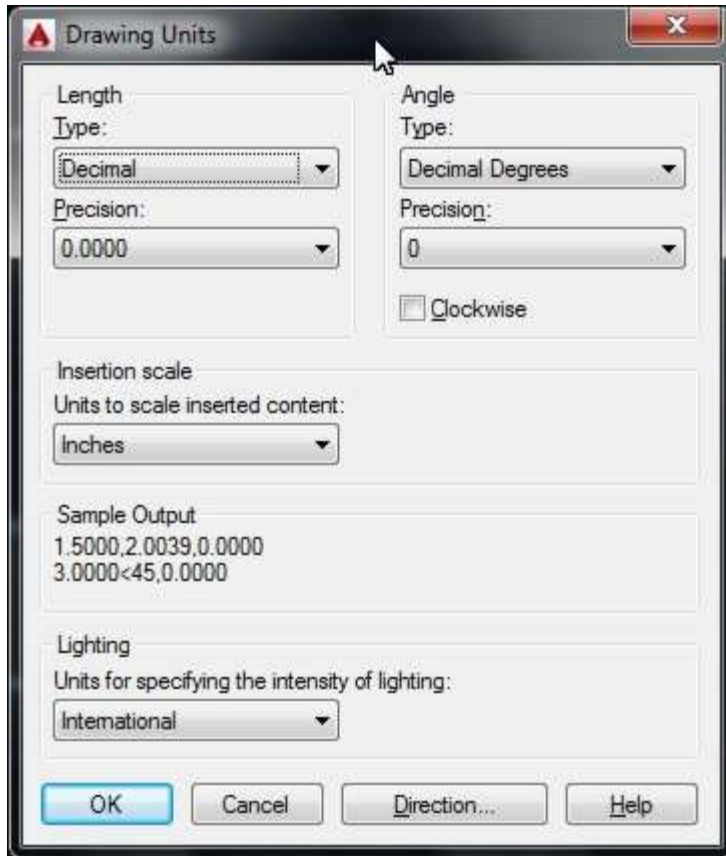 Drawing Units
Length
Type:
Decimal
Precision:
0.0000
Angle
Type:
Decimal Degrees
Precision:
0
Clockwise
Insertion scale
Units to scale inserted content:
Inches
Sample Output
1.5000,2.0039,0.0000
3.0000<45,0.0000
Lighting
Units for specifying the intensity of lighting:
International
OK Cancel Direction... Help